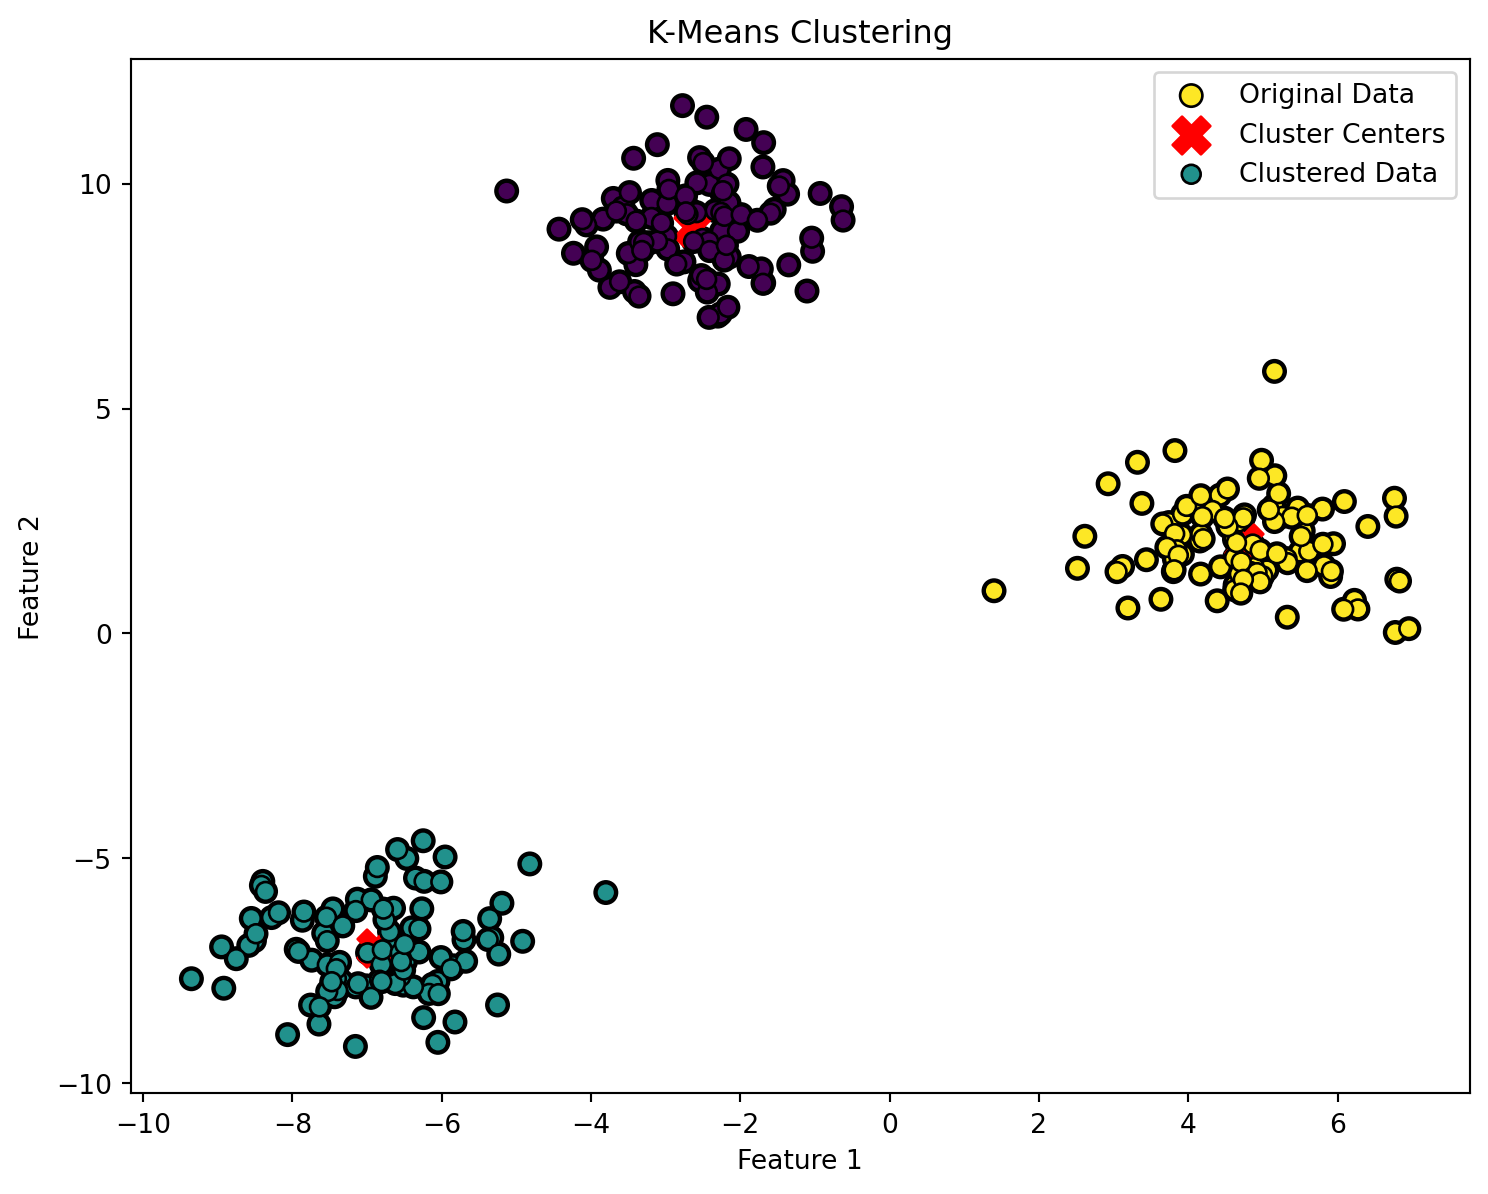 K-Means Clustering
Original Data
Cluster Centers
Clustered Data
10
5
0
−5
−10
Feature 2
−10 −8 −6 −4 −2 0 2 4 6
Feature 1